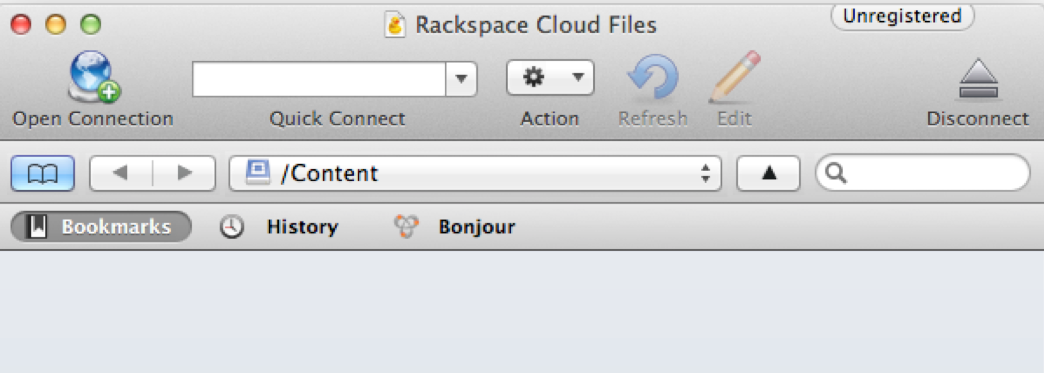 Rackspace Cloud Files
Unregistered
Open Connection
Quick Connect
Action
Refresh
Edit
Disconnect
/Content
Bookmarks
History
Bonjour